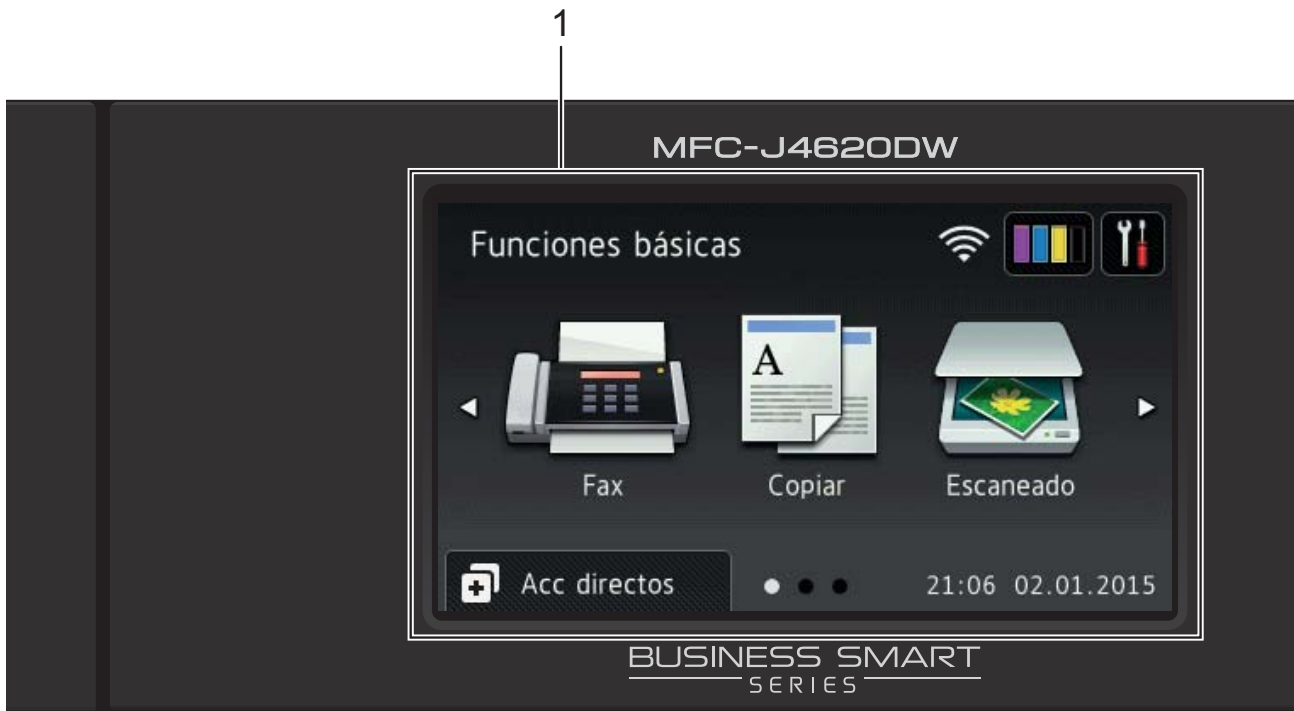 1
MFC-J4620DW
Funciones básicas
A
Fax
Copiar
Escaneado
Acc directos
21:06 02.01.2015
BUSINESS SMART
SERIES